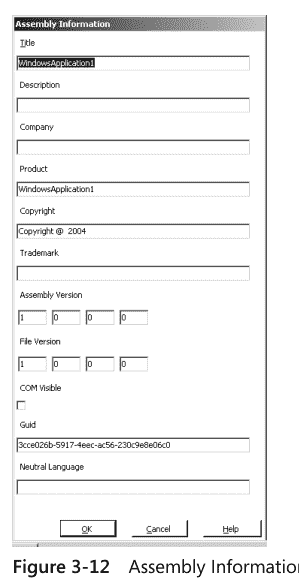 Assembly Information
Title
WindowsApplication1
Description
Company
Product
WindowsApplication1
Copyright
Copyright @ 2004
Trademark
Assembly Version
1 0 0 0
File Version
1 0 0 0
COM Visible
Guid
3cce026b-5917-4eec-ac56-230c9e8e06c0
Neutral Language
OK Cancel Help
Figure 3-12 Assembly Information